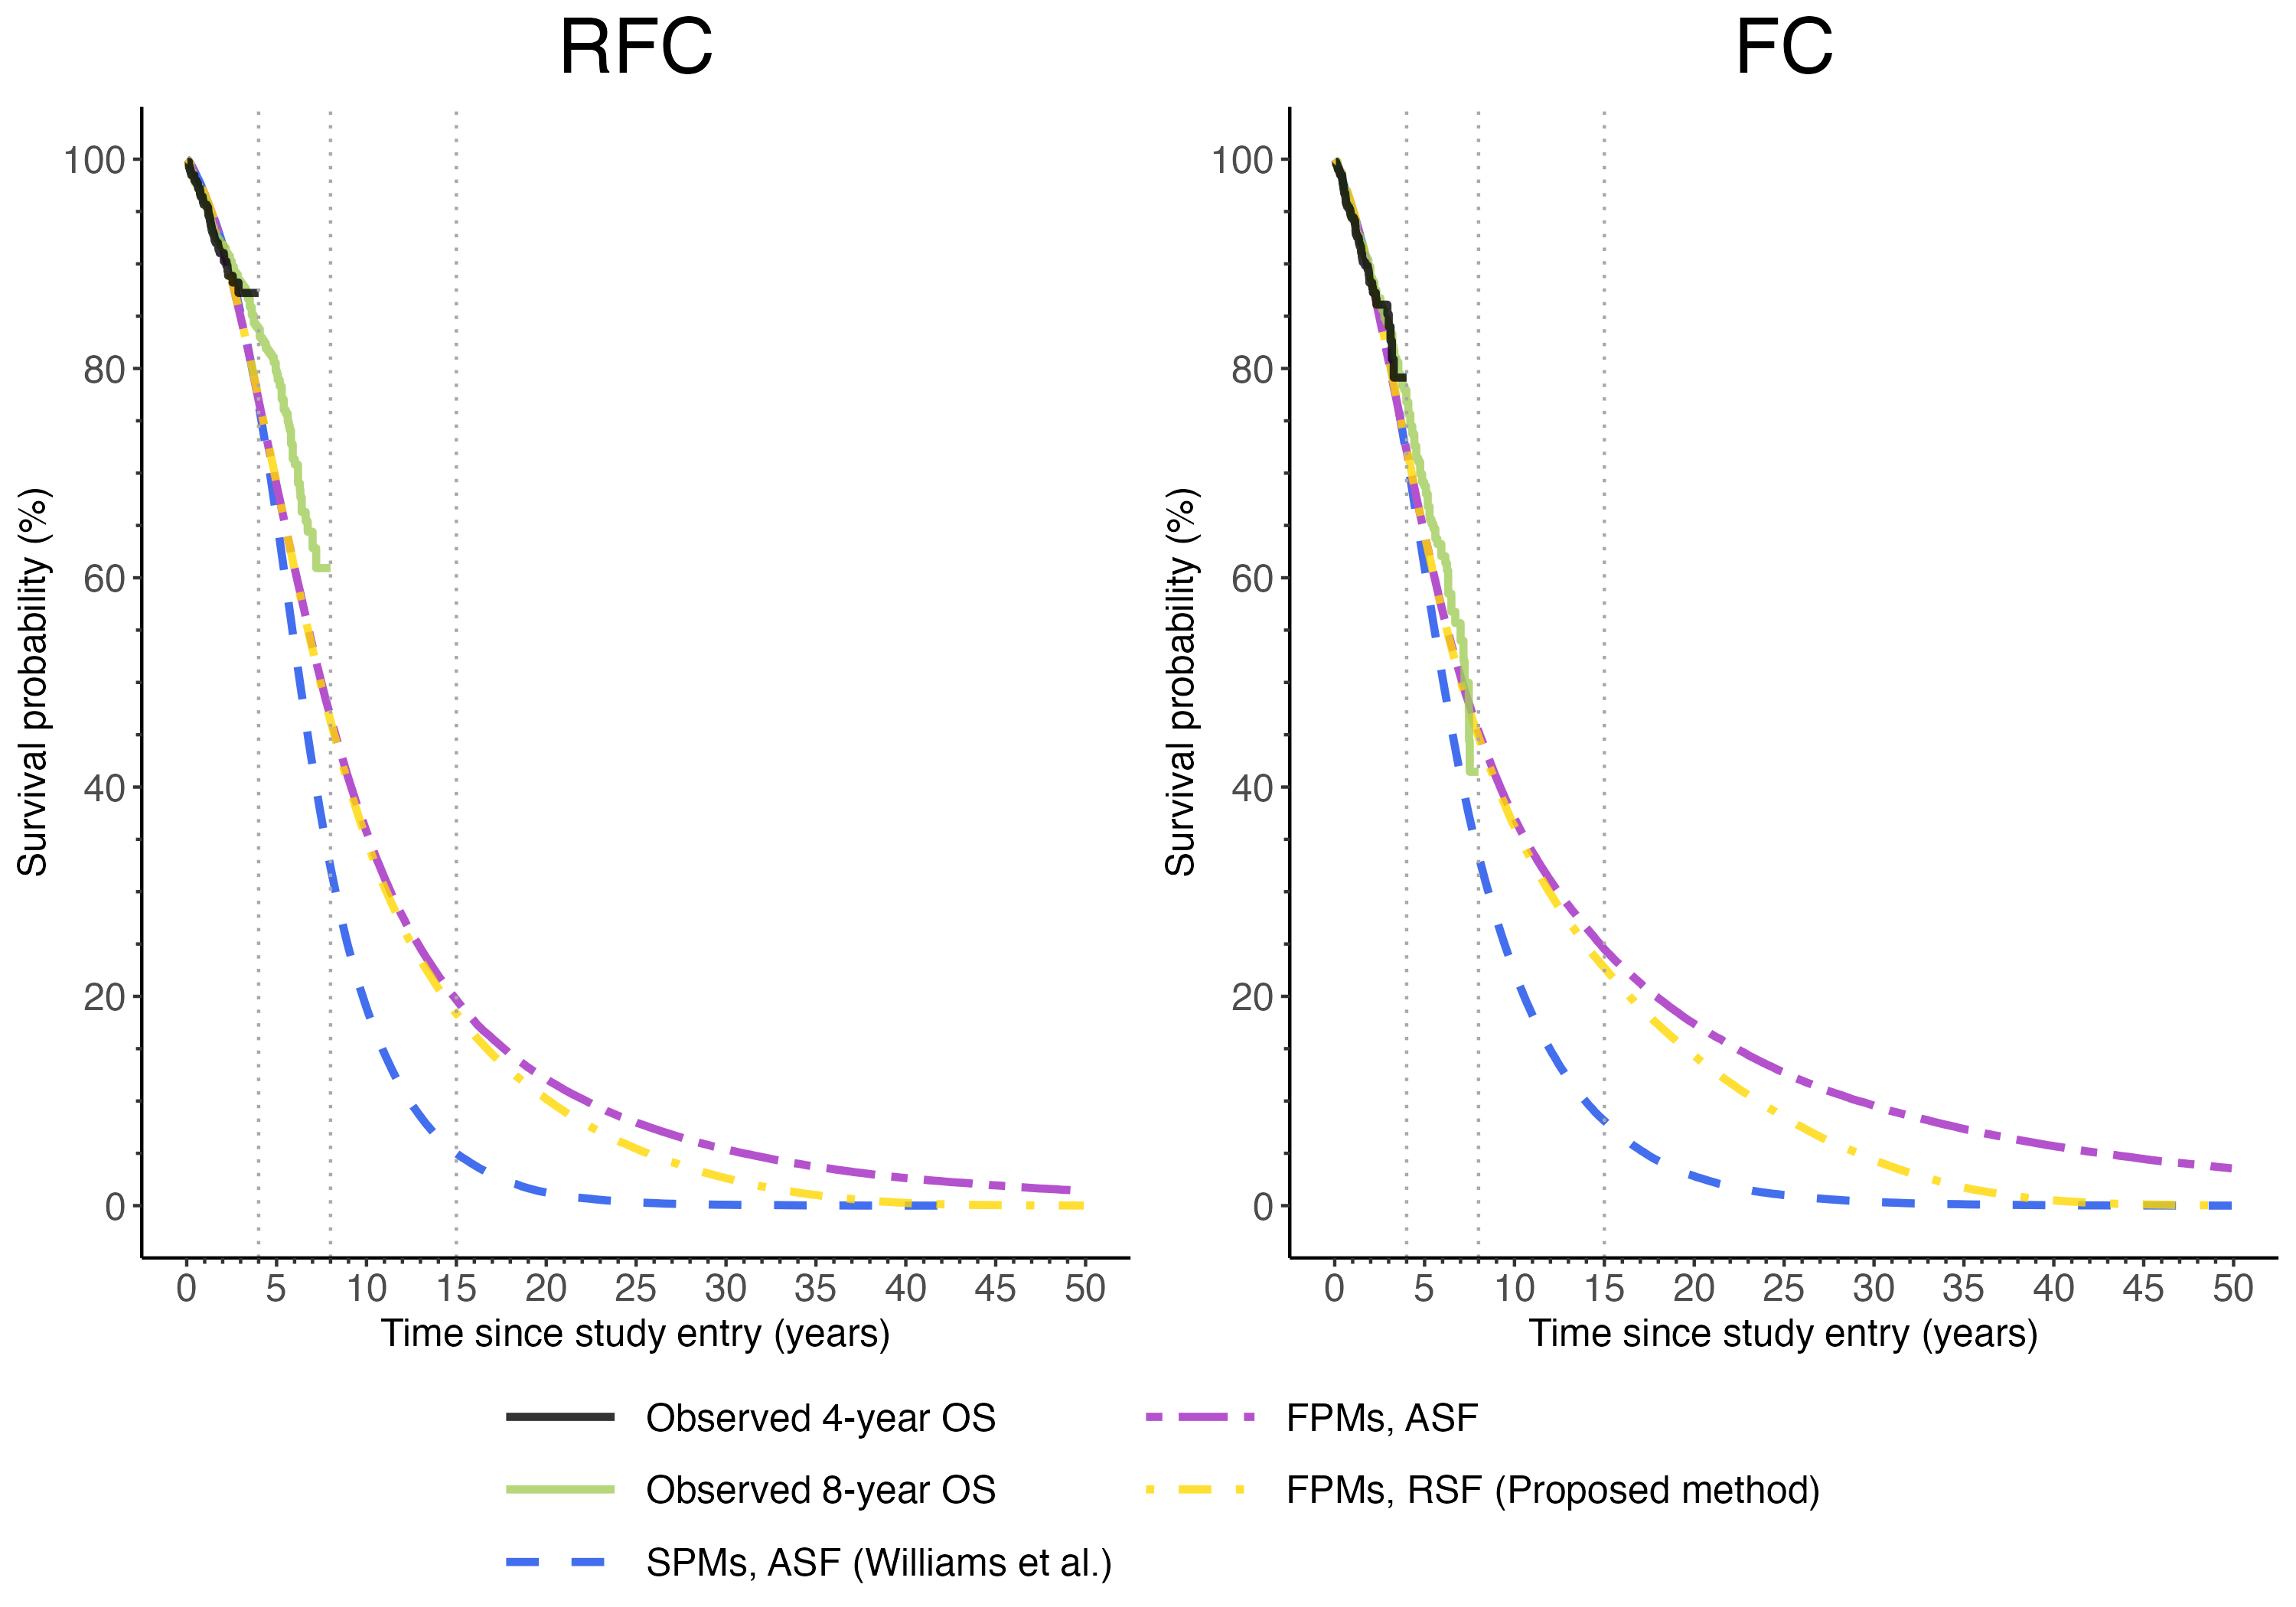 RFC
FC
Survival probability (%)
100
80
60
40
20
0
0 5 10 15 20 25 30 35 40 45 50
Time since study entry (years)
Survival probability (%)
100
80
60
40
20
0
0 5 10 15 20 25 30 35 40 45 50
Time since study entry (years)
Observed 4-year OS
Observed 8-year OS
SPMs, ASF (Williams et al.)
FPMs, ASF
FPMs, RSF (Proposed method)